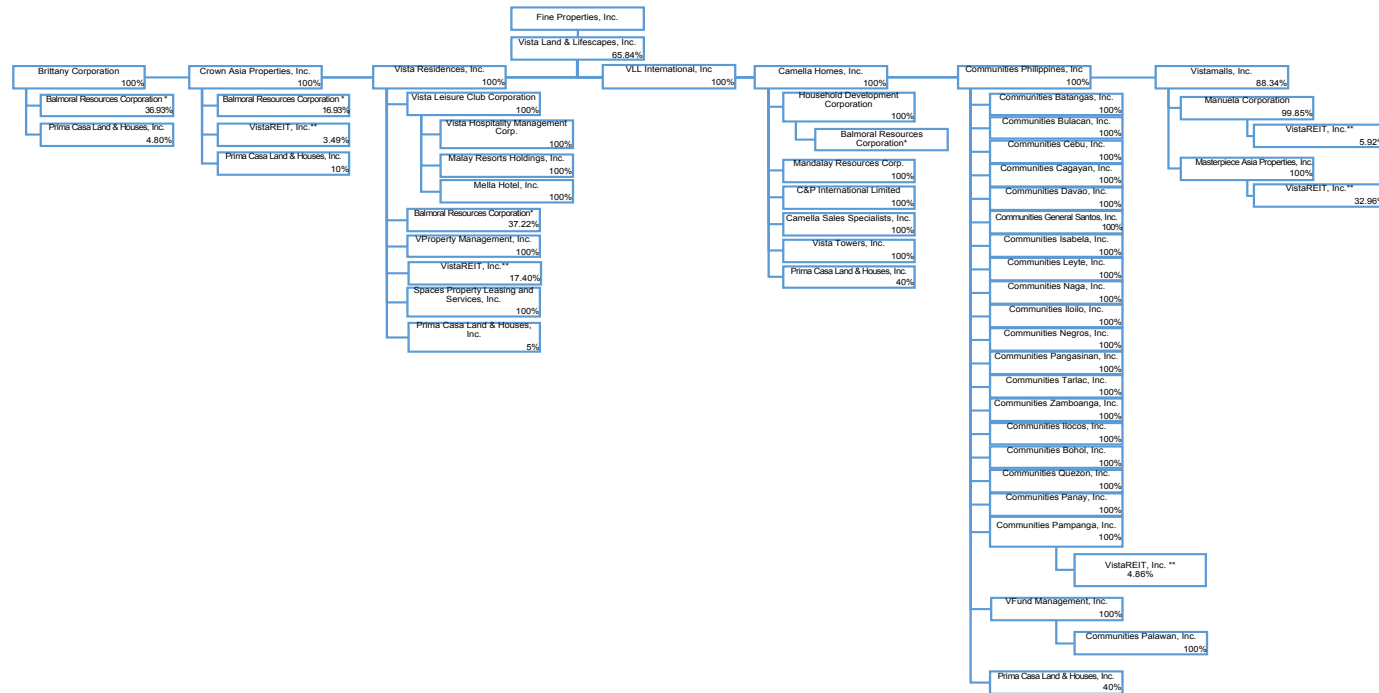 Fine Properties, Inc.
Vista Land & Lifescapes, Inc.
65.84%
Brittany Corporation
100%
Balmoral Resources Corporation *
36.93%
Prima Casa Land & Houses, Inc.
4.80%
Crown Asia Properties, Inc.
100%
Balmoral Resources Corporation *
16.93%
VistaREIT, Inc.**
3.49%
Prima Casa Land & Houses, Inc.
10%
Vista Residences, Inc.
100%
Vista Leisure Club Corporation
100%
Vista Hospitality Management
Corp.
100%
Malay Resorts Holdings, Inc.
100%
Mella Hotel, Inc.
100%
Balmoral Resources Corporation*
37.22%
VProperty Management, Inc.
100%
VistaREIT, Inc.**
17.40%
Spaces Property Leasing and
Services, Inc.
100%
Prima Casa Land & Houses,
Inc.
5%
VLL International, Inc
100%
Camella Homes, Inc.
100%
Household Development
Corporation
100%
Balmoral Resources
Corporation*
Mandalay Resources Corp.
100%
C&P International Limited
100%
Camella Sales Specialists, Inc.
100%
Vista Towers, Inc.
100%
Prima Casa Land & Houses, Inc.
40%
Communities Philippines, Inc
100%
Communities Batangas, Inc.
100%
Communities Bulacan, Inc.
100%
Communities Cebu, Inc.
100%
Communities Cagayan, Inc.
100%
Communities Davao, Inc.
100%
Communities General Santos, Inc.
100%
Communities Isabela, Inc.
100%
Communities Leyte, Inc.
100%
Communities Naga, Inc.
100%
Communities Iloilo, Inc.
100%
Communities Negros, Inc.
100%
Communities Pangasinan, Inc.
100%
Communities Tarlac, Inc.
100%
Communities Zamboanga, Inc.
100%
Communities Ilocos, Inc.
100%
Communities Bohol, Inc.
100%
Communities Quezon, Inc.
100%
Communities Panay, Inc.
100%
Communities Pampanga, Inc.
100%
VistaREIT, Inc. **
4.86%
VFund Management, Inc.
100%
Communities Palawan, Inc.
100%
Prima Casa Land & Houses, Inc.
40%
Vistamalls, Inc.
88.34%
Manuela Corporation
99.85%
VistaREIT, Inc.**
5.92%
Masterpiece Asia Properties, Inc.
100%
VistaREIT, Inc.**
32.96%